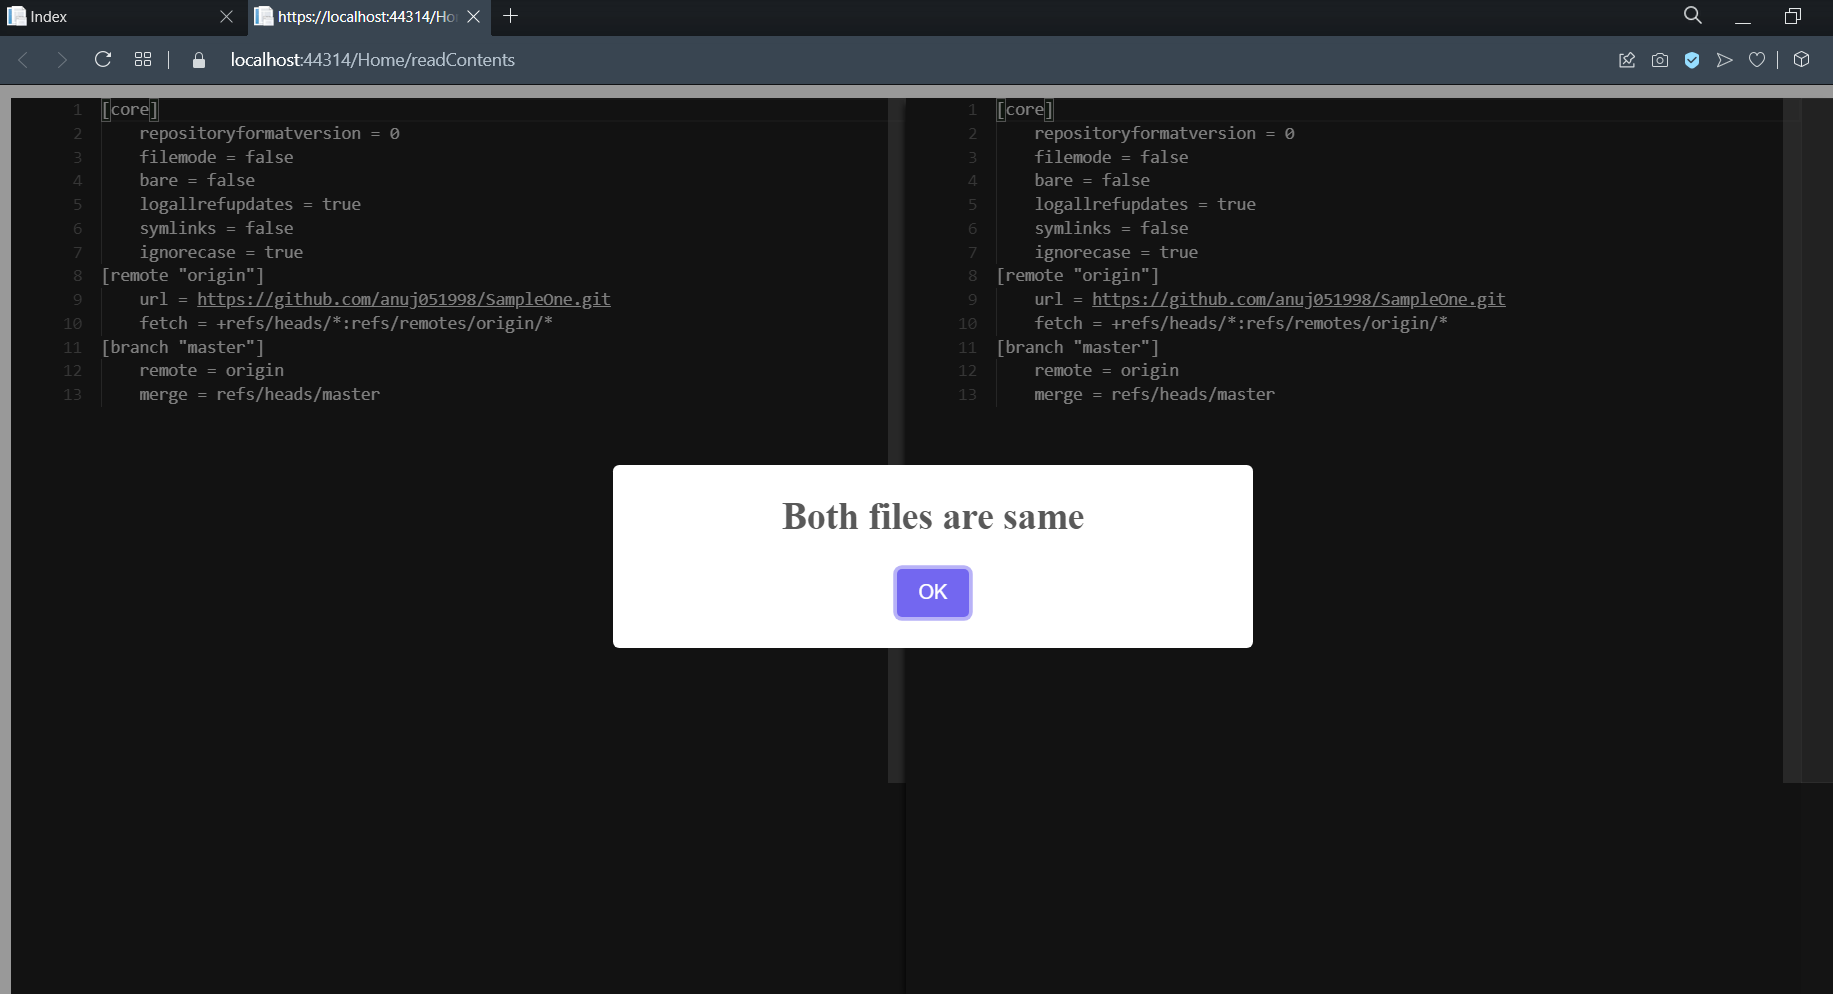 Index
https://localhost:44314/Ho
localhost:44314/Home/readContents
1 [core]
2 repositoryformatversion = 0
3 filemode = false
4 bare = false
5 logallrefupdates = true
6 symlinks = false
7 ignorecase = true
8 [remote "origin"]
9 url = https://github.com/anuj051998/SampleOne.git
10 fetch = +refs/heads/*:refs/remotes/origin/*
11 [branch "master"]
12 remote = origin
13 merge = refs/heads/master
1 [core]
2 repositoryformatversion = 0
3 filemode = false
4 bare = false
5 logallrefupdates = true
6 symlinks = false
7 ignorecase = true
8 [remote "origin"]
9 url = https://github.com/anuj051998/SampleOne.git
10 fetch = +refs/heads/*:refs/remotes/origin/*
11 [branch "master"]
12 remote = origin
13 merge = refs/heads/master
Both files are same
OK